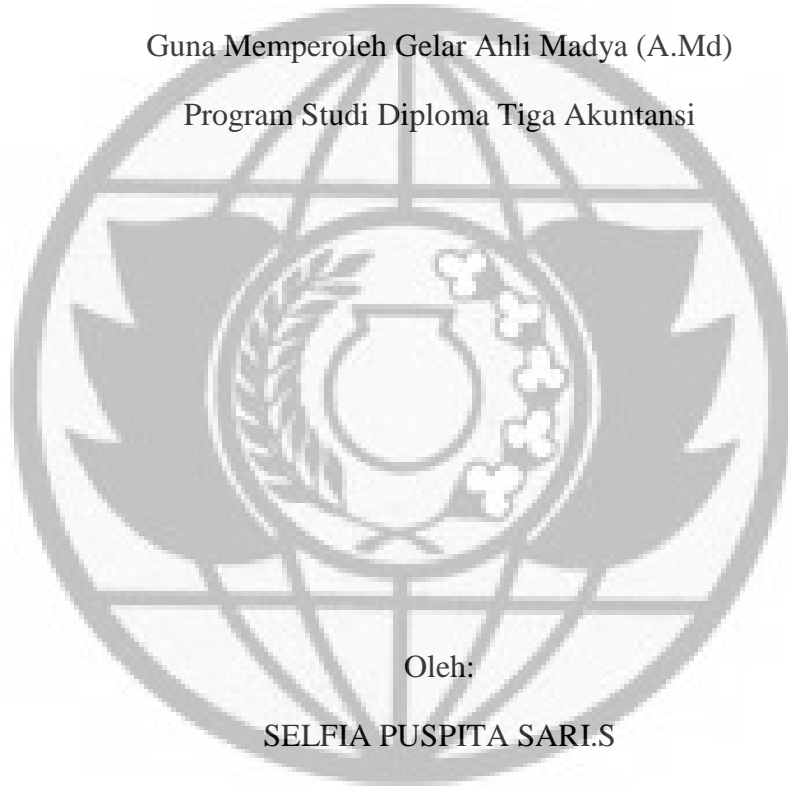 Guna Memperoleh Gelar Ahli Madya (A.Md)
Program Studi Diploma Tiga Akuntansi
Oleh:
SELFIA PUSPITA SARI.S